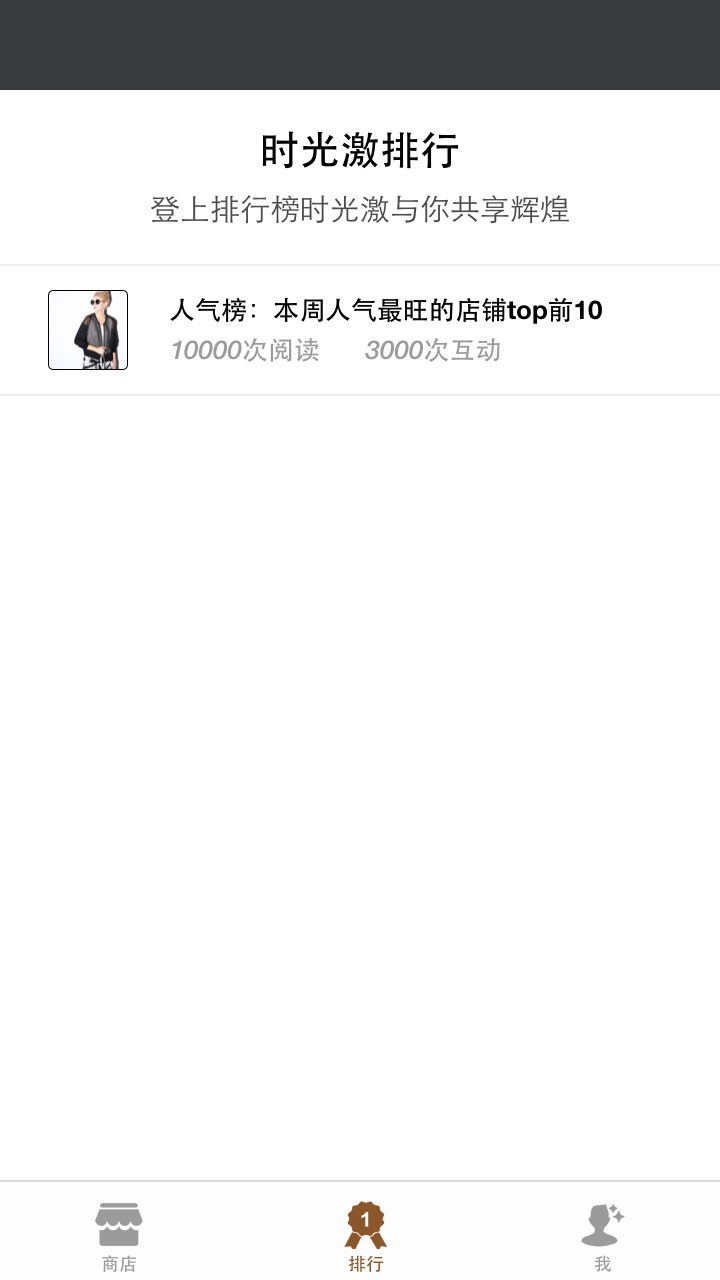 时光激排行
登上排行榜时光激与你共享辉煌
人气榜：本周人气最旺的店铺top前10
10000次阅读 3000次互动
1
商店 排行 我